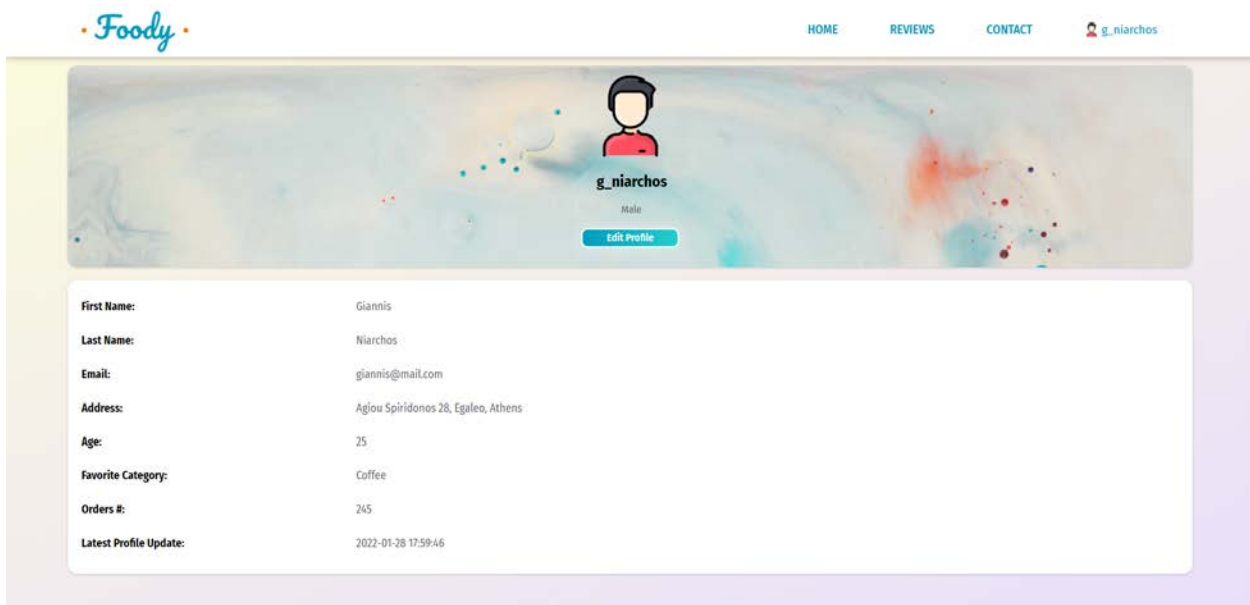 · Foody ·
HOME REVIEWS CONTACT g_niarchos
g_niarchos
Male
Edit Profile
First Name: Giannis
Last Name: Niarchos
Email: giannis@mail.com
Address: Agiou Spiridonos 28, Egaleo, Athens
Age: 25
Favorite Category: Coffee
Orders #: 245
Latest Profile Update: 2022-01-28 17:59:46